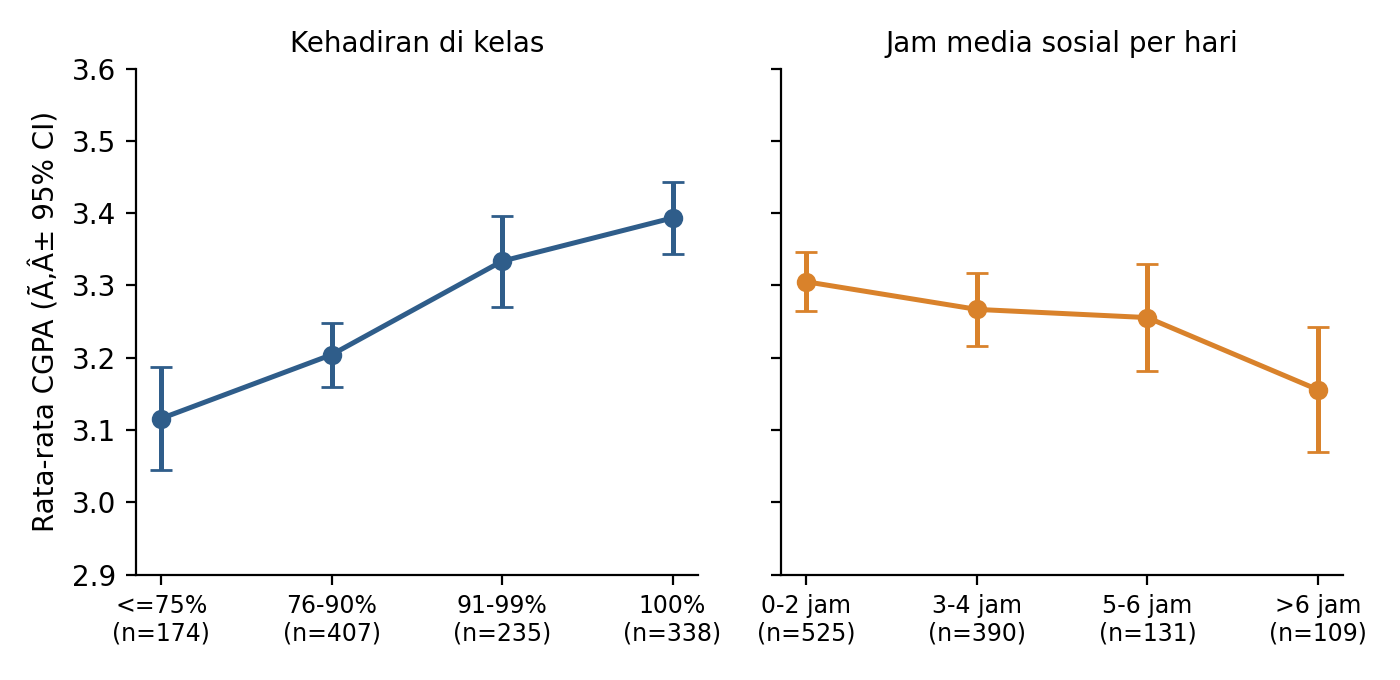 Kehadiran di kelas
Rata-rata CGPA (Ã‚Â± 95% CI)
3.6
3.5
3.4
3.3
3.2
3.1
3.0
2.9
<=75% 76-90% 91-99% 100%
(n=174) (n=407) (n=235) (n=338)
Jam media sosial per hari
0-2 jam 3-4 jam 5-6 jam >6 jam
(n=525) (n=390) (n=131) (n=109)